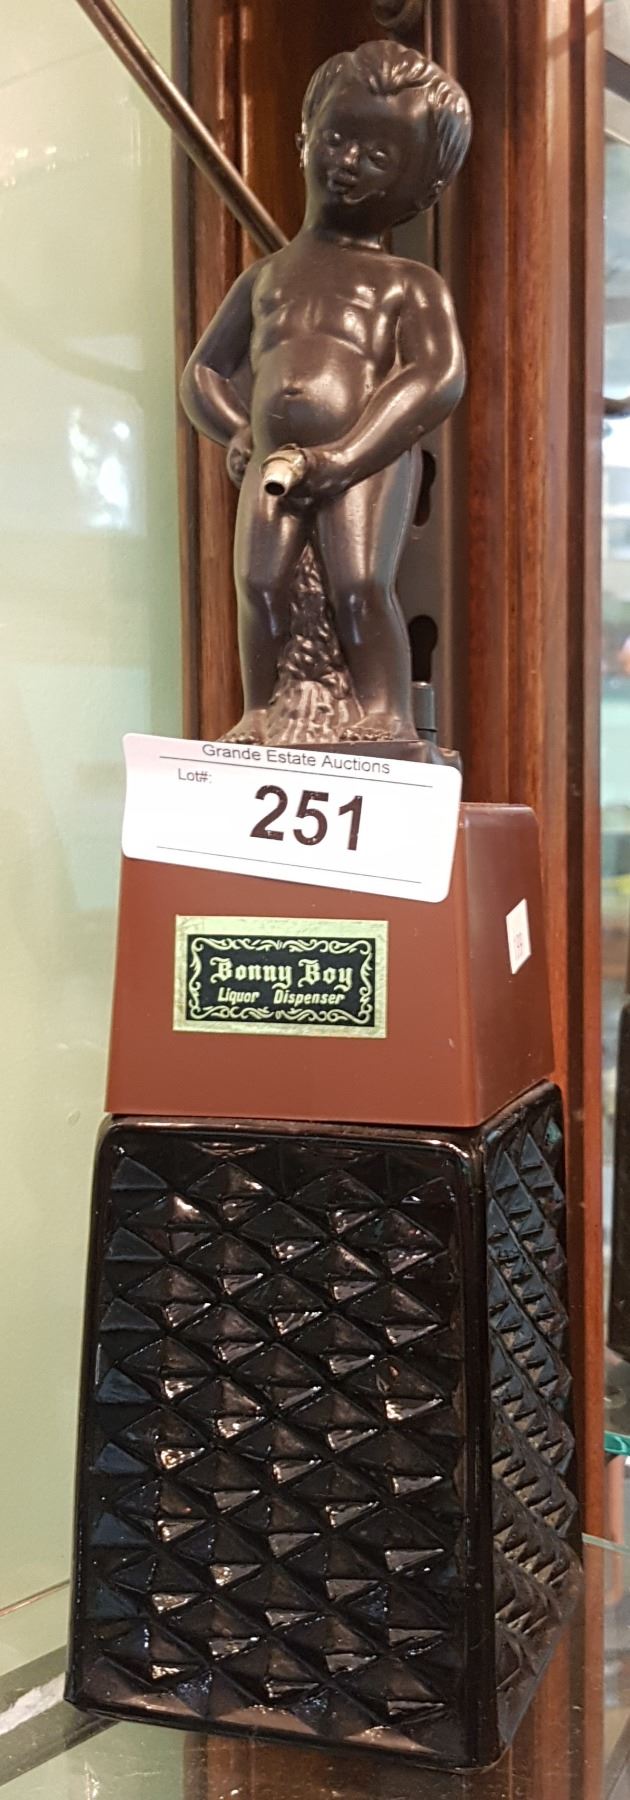 Grande Estate Auctions
Lot#:
251
Bonny Boy
Liquor Dispenser